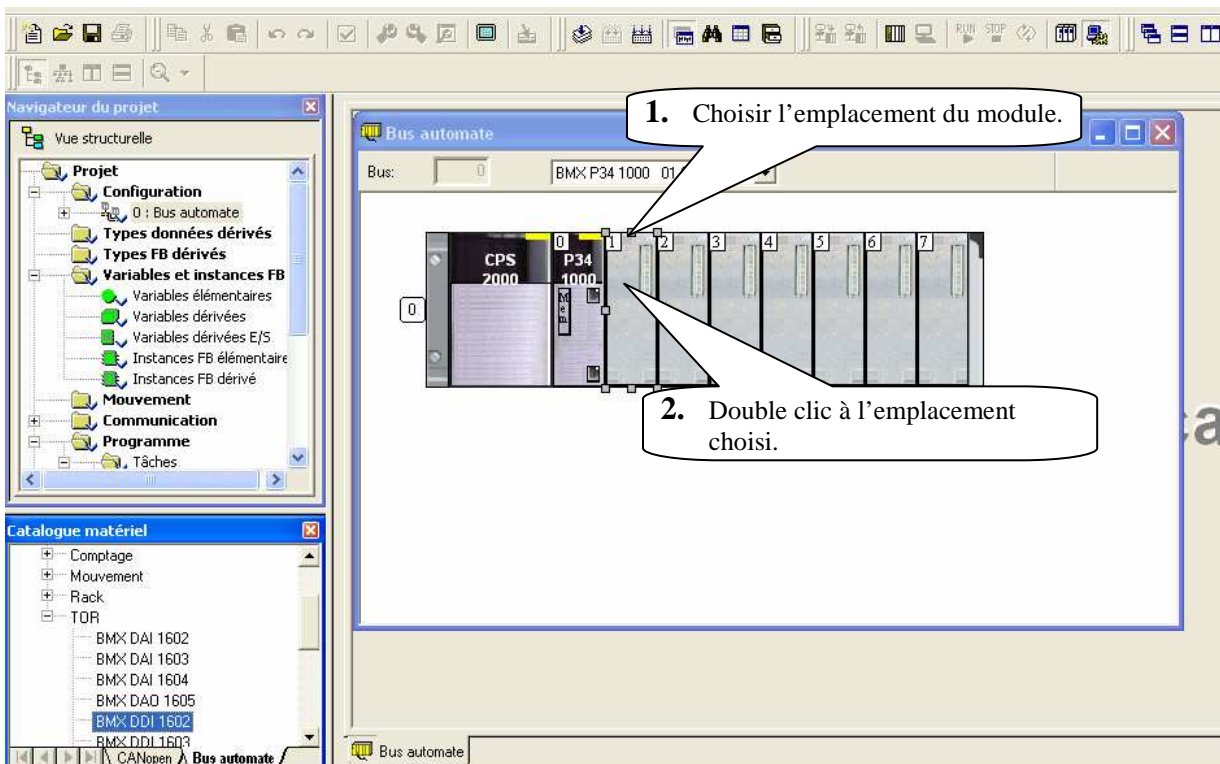 RUN
STOP
Navigateur du projet
Vue structurelle
Projet
Configuration
0 : Bus automate
Types données dérivés
Types FB dérivés
Variables et instances FB
Variables élémentaires
Variables dérivées
Variables dérivées E/S
Instances FB élémentaire
Instances FB dérivé
Mouvement
Communication
Programme
Tâches
Catalogue matériel
Comptage
Mouvement
Rack
TOR
BMX DAI 1602
BMX DAI 1603
BMX DAI 1604
BMX DAO 1605
BMX DDI 1602
BMX DDI 1603
CANopen
Bus automate
Bus automate
1. Choisir l’emplacement du module.
Bus:
0
BMX P34 1000 01
0
CPS
2000
0
P34
1000
Mem
1
2
3
4
5
6
7
2. Double clic à l’emplacement
choisi.
ca
Bus automate